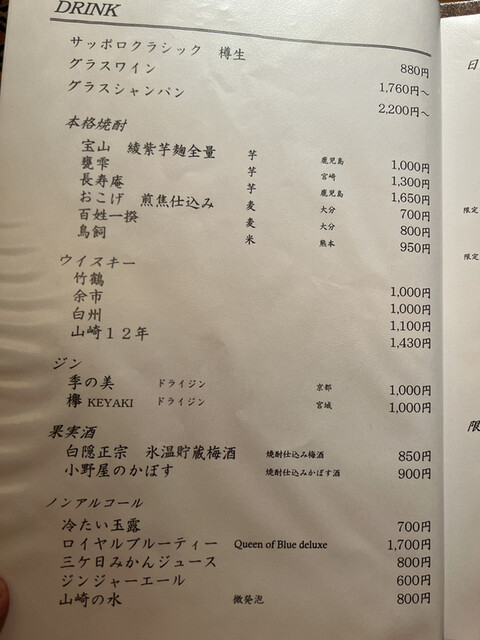 DRINK
サッポロクラシック 樽生 880円
グラスワイン 1,760円～
グラスシャンパン 2,200円～
本格焼酎
宝山 綾紫芋麹全量 芋 鹿児島 1,000円
甕雫 芋 宮崎 1,300円
長寿庵 芋 鹿児島 1,650円
おこげ 煎焦仕込み 麦 大分 700円
百姓一撰 麦 大分 800円
鳥飼 米 熊本 950円
ウイスキー
竹鶴 1,000円
余市 1,000円
白州 1,100円
山崎１２年 1,430円
ジン
季の美 ドライジン 京都 1,000円
欅 KEYAKI ドライジン 宮城 1,000円
果実酒
白隠正宗 氷温貯蔵梅酒 焼酎仕込み梅酒 850円
小野屋のかぼす 焼酎仕込みかぼす酒 900円
ノンアルコール
冷たい玉露 700円
ロイヤルブルーティー Queen of Blue deluxe 1,700円
三ケ日みかんジュース 800円
ジンジャーエール 600円
山崎の水 微発泡 800円
日
限定
限定
限